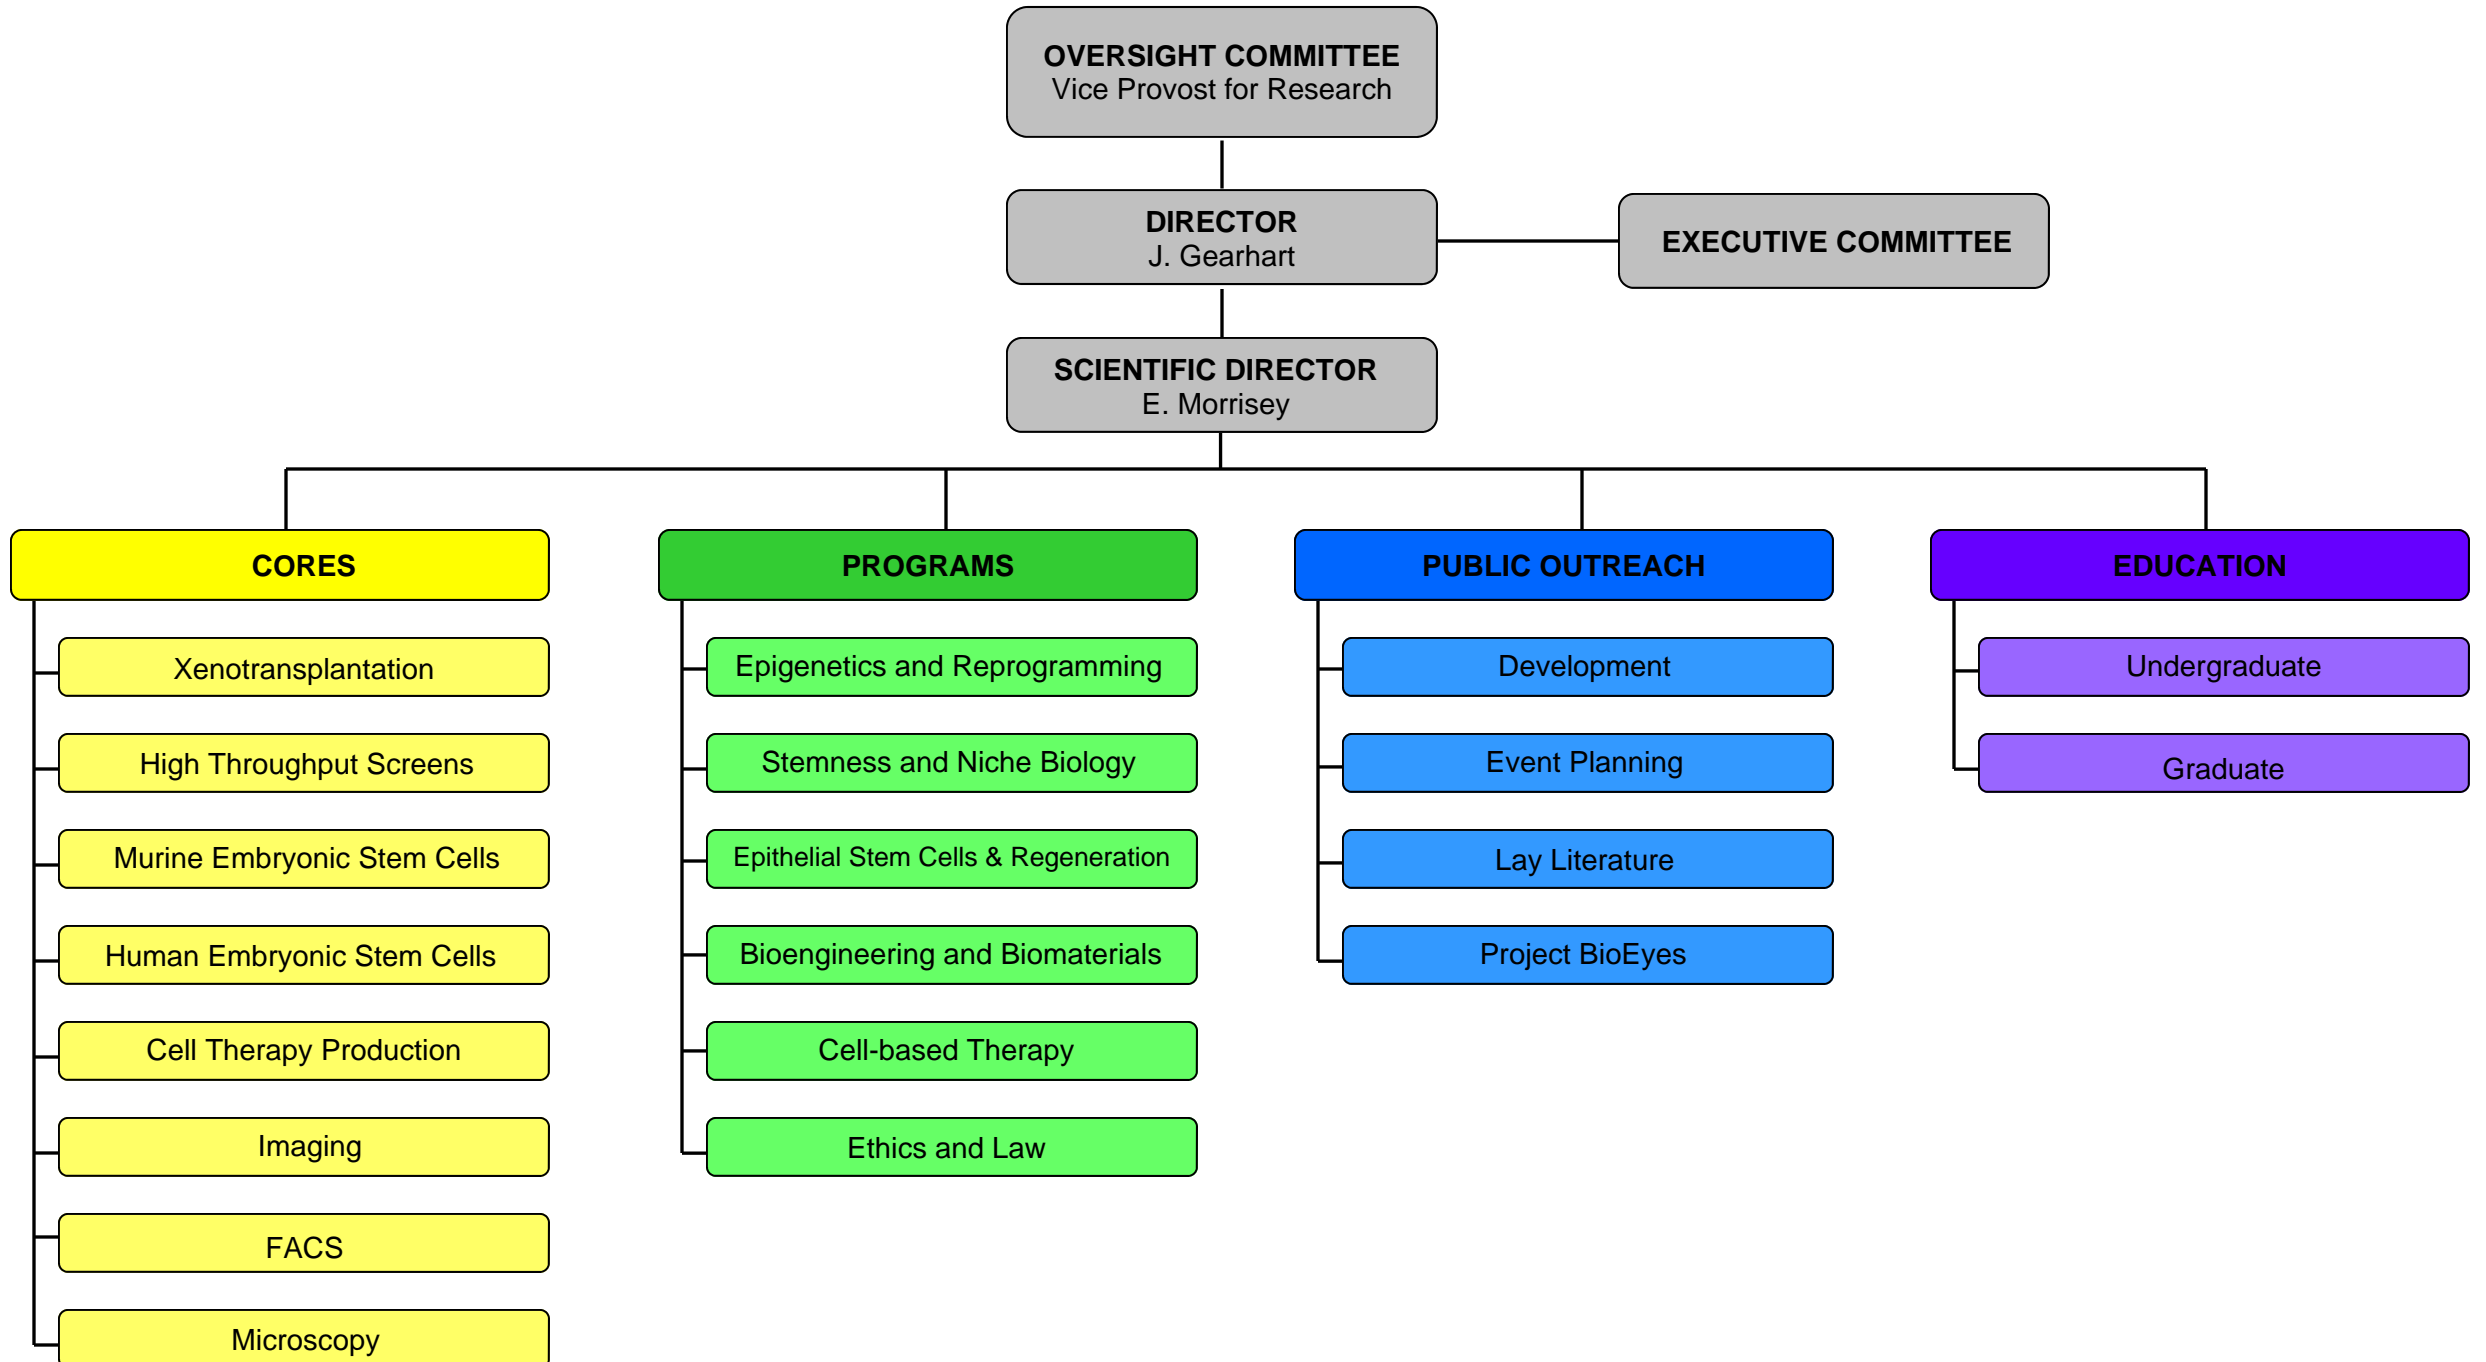 OVERSIGHT COMMITTEE
Vice Provost for Research
DIRECTOR
J. Gearhart
EXECUTIVE COMMITTEE
SCIENTIFIC DIRECTOR
E. Morrisey
CORES
Xenotransplantation
High Throughput Screens
Murine Embryonic Stem Cells
Human Embryonic Stem Cells
Cell Therapy Production
Imaging
FACS
Microscopy
PROGRAMS
Epigenetics and Reprogramming
Stemness and Niche Biology
Epithelial Stem Cells & Regeneration
Bioengineering and Biomaterials
Cell-based Therapy
Ethics and Law
PUBLIC OUTREACH
Development
Event Planning
Lay Literature
Project BioEyes
EDUCATION
Undergraduate
Graduate